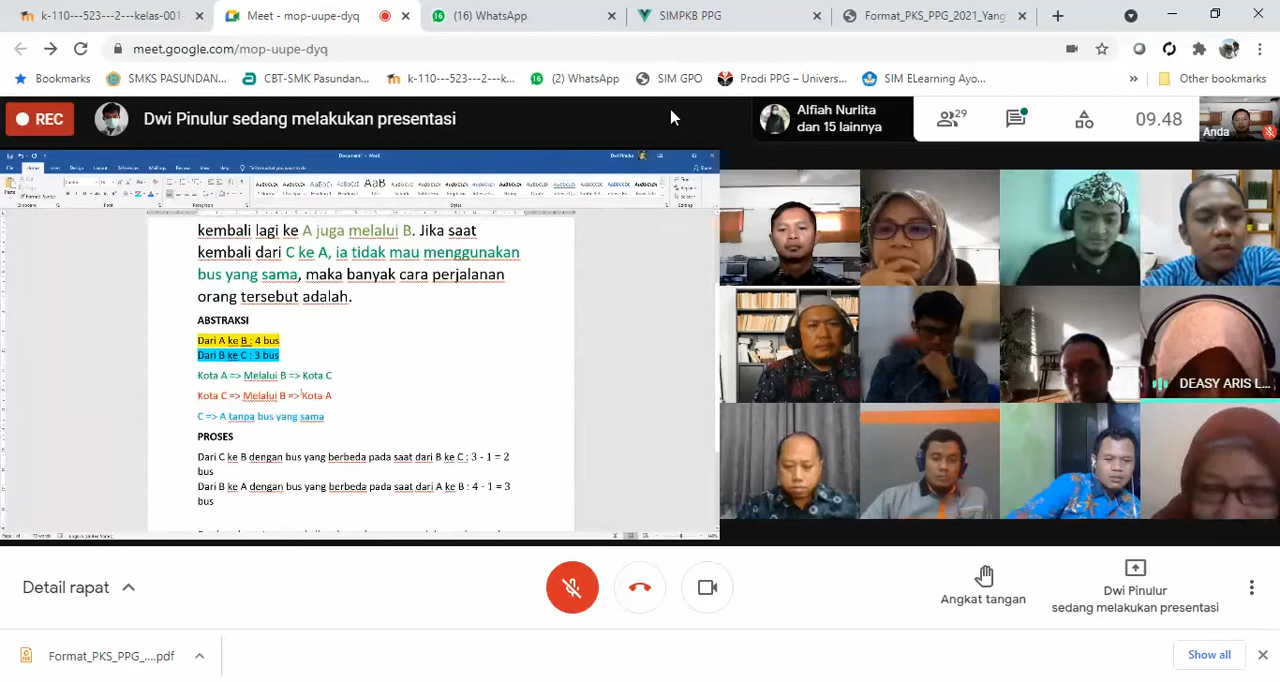 k-110---523---2---kelas-001-
Meet - mop-uupe-dyq
(16) WhatsApp
SIMPKB PPG
Format_PKS_PPG_2021_Yang
meet.google.com/mop-uupe-dyq
Bookmarks
SMKS PASUNDAN...
CBT-SMK Pasundan...
k-110---523---2---k...
(2) WhatsApp
SIM GPO
Prodi PPG – Univers...
SIM ELearning Ayo...
»
Other bookmarks
REC
Dwi Pinulur sedang melakukan presentasi
Alfiah Nurlita
dan 15 lainnya
29
09.48
Anda
Document1 - Word
kembali lagi ke A juga melalui B. Jika saat
kembali dari C ke A, ia tidak mau menggunakan
bus yang sama, maka banyak cara perjalanan
orang tersebut adalah.
ABSTRAKSI
Dari A ke B : 4 bus
Dari B ke C : 3 bus
Kota A => Melalui B => Kota C
Kota C => Melalui B => Kota A
C => A tanpa bus yang sama
PROSES
Dari C ke B dengan bus yang berbeda pada saat dari B ke C : 3 - 1 = 2
bus
Dari B ke A dengan bus yang berbeda pada saat dari A ke B : 4 - 1 = 3
bus
DEASY ARIS L...
Detail rapat
Angkat tangan
Dwi Pinulur
sedang melakukan presentasi
Format_PKS_PPG_....pdf
Show all